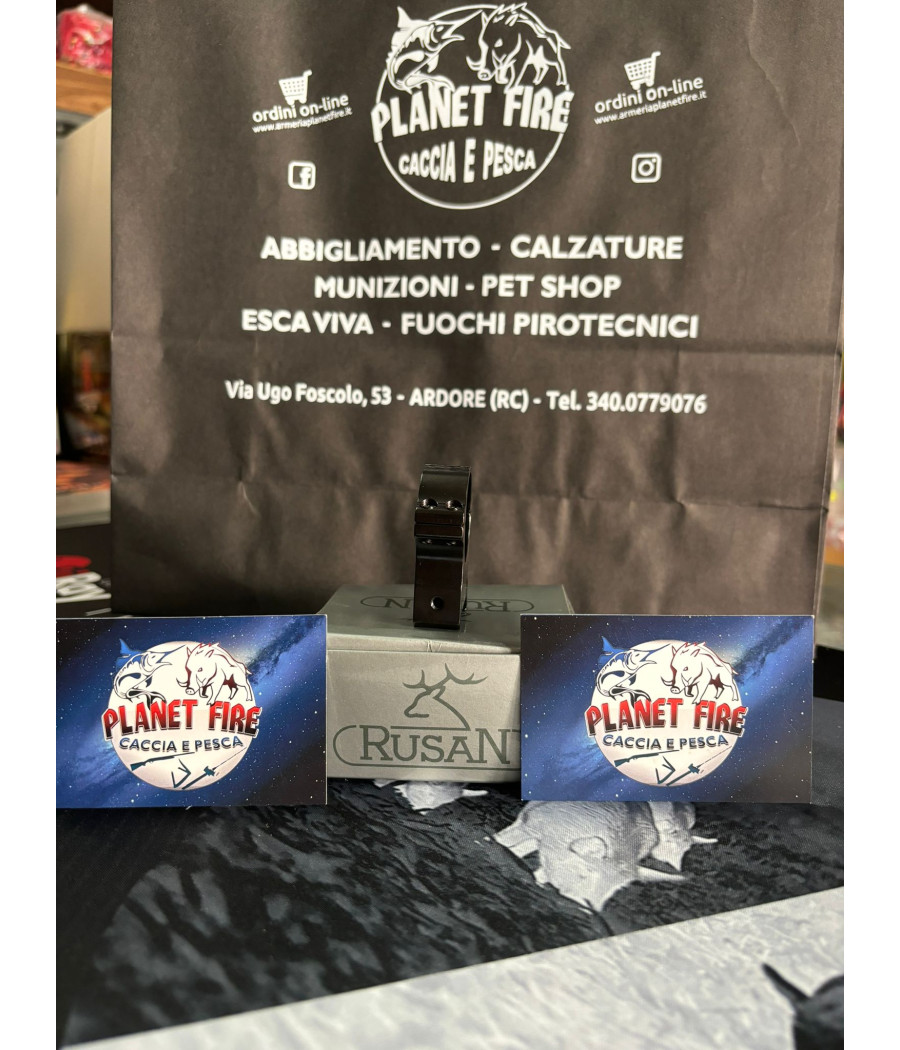 ordini on-line
www.armeriaplanetfire.it
PLANET FIRE
CACCIA E PESCA
ordini on-line
www.armeriaplanetfire.it
ABBIGLIAMENTO - CALZATURE
MUNIZIONI - PET SHOP
ESCA VIVA - FUOCHI PIROTECNICI
Via Ugo Foscolo, 53 - ARDORE (RC) - Tel. 340.0779076
RUSAN
PLANET FIRE
CACCIA E PESCA
RUSAN
PLANET FIRE
CACCIA E PESCA